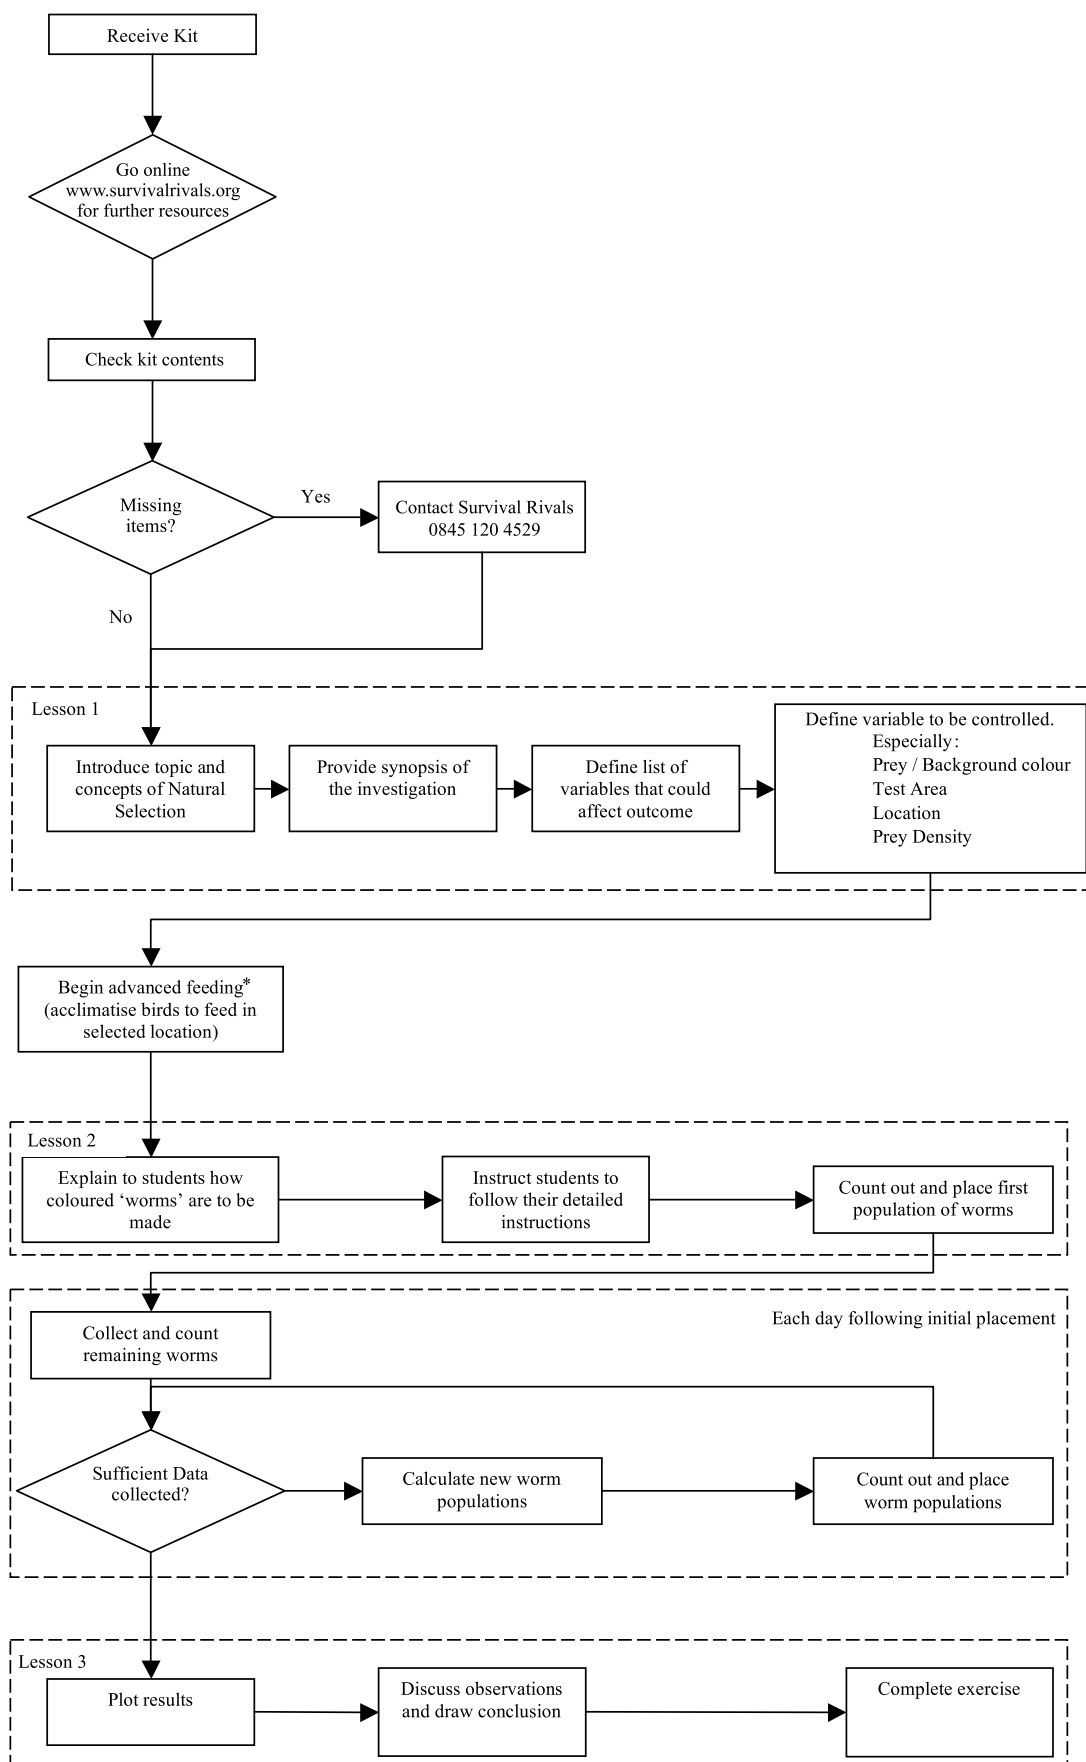 Receive Kit
Go online
www.survivalrivals.org
for further resources
Check kit contents
Missing
items?
Yes
Contact Survival Rivals
0845 120 4529
No
Lesson 1
Introduce topic and
concepts of Natural
Selection
Provide synopsis of
the investigation
Define list of
variables that could
affect outcome
Define variable to be controlled.
Especially:
Prey / Background colour
Test Area
Location
Prey Density
Begin advanced feeding*
(acclimatise birds to feed in
selected location)
Lesson 2
Explain to students how
coloured ‘worms’ are to be
made
Instruct students to
follow their detailed
instructions
Count out and place first
population of worms
Each day following initial placement
Collect and count
remaining worms
Sufficient Data
collected?
Calculate new worm
populations
Count out and place
worm populations
Lesson 3
Plot results
Discuss observations
and draw conclusion
Complete exercise